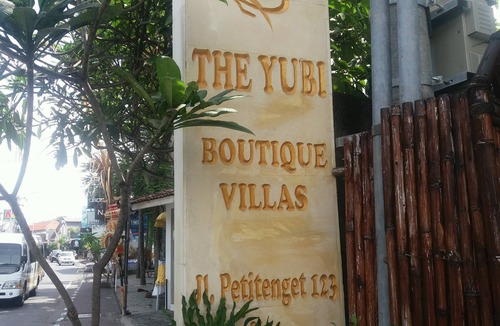 THE YUBI
BOUTIQUE
VILLAS
Jl. Petitenget 123